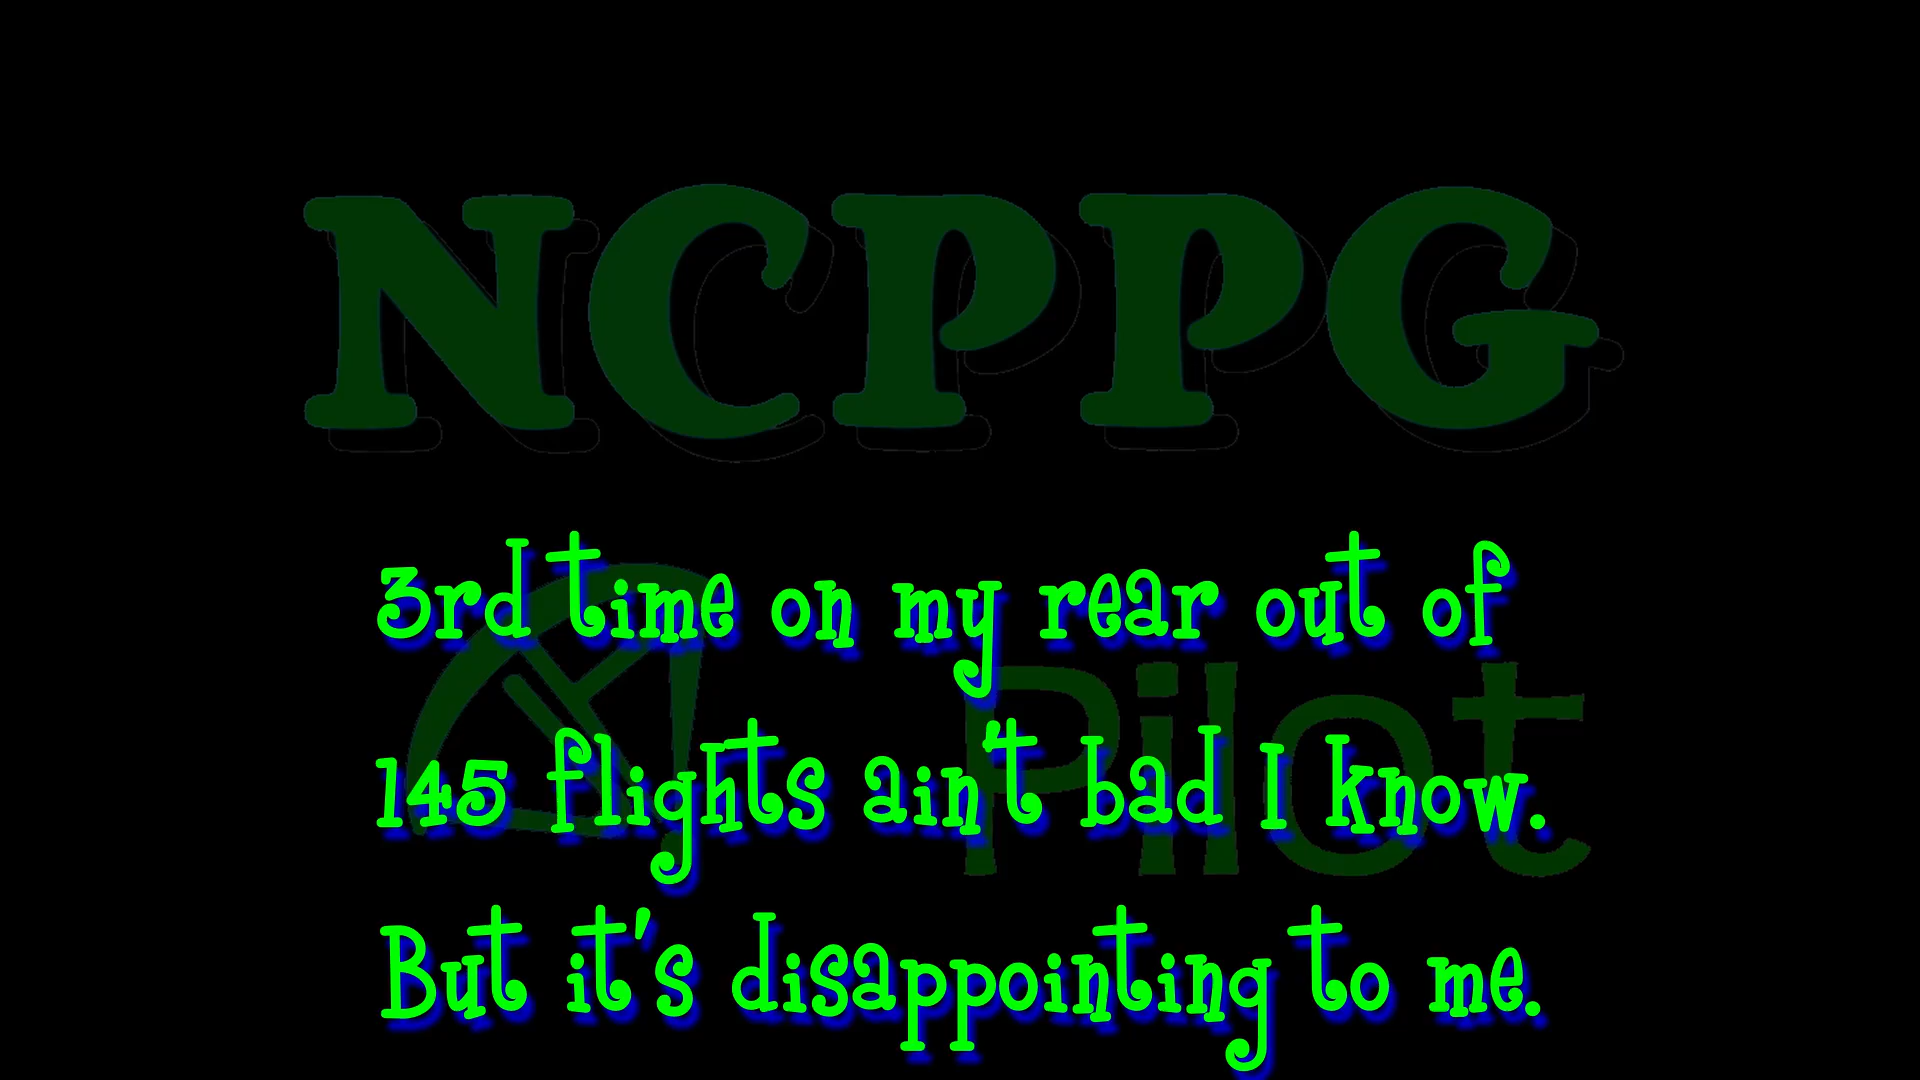 NCPPG
3rd time on my rear out of
Pilot
145 flights ain't bad I know.
But it's disappointing to me.